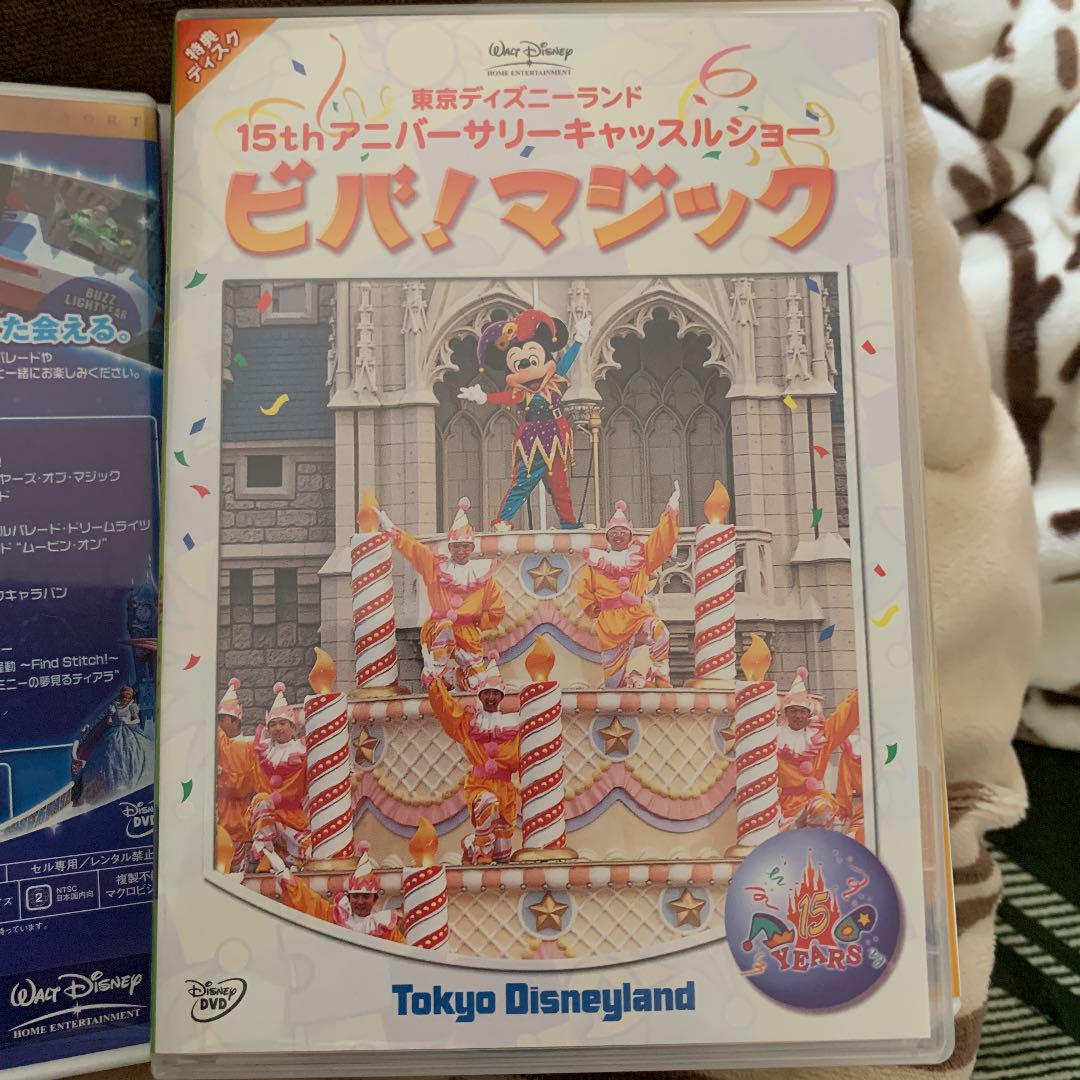 特典
ディスク
WALT DISNEY
HOME ENTERTAINMENT
東京ディズニーランド
15thアニバーサリーキャッスルショー
ビバ!マジック
15
YEARS
DISNEY
DVD
Tokyo Disneyland
BUZZ
LIGHTYEAR
た会える。
パレードや
一緒にお楽しみください。
ヤーズ・オブ・マジック
ド
ルパレード・ドリームライツ
ド "ムービン・オン"
クキャラバン
ー
動 ~Find Stitch!~
ミニーの夢見るティアラ"
DISNEY
DVD
セル専用/レンタル禁止
2
NTSC
日本国内向
複製不
マクロビジ
ズ
っています。
WALT DISNEY
HOME ENTERTAINMENT